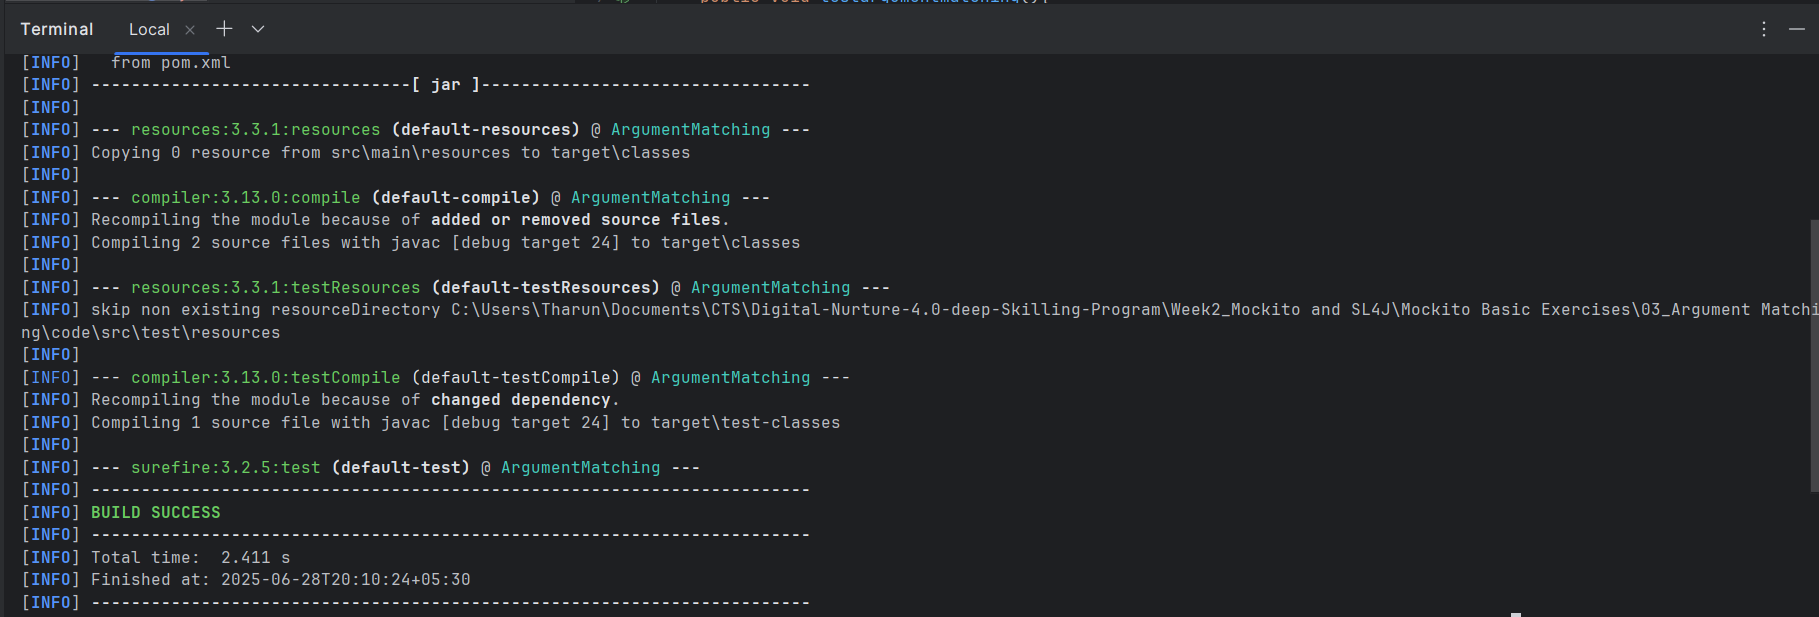 public void testArgumentMatching(){
Terminal Local
[INFO]   from pom.xml
[INFO] --------------------------------[ jar ]---------------------------------
[INFO]
[INFO] --- resources:3.3.1:resources (default-resources) @ ArgumentMatching ---
[INFO] Copying 0 resource from src\main\resources to target\classes
[INFO]
[INFO] --- compiler:3.13.0:compile (default-compile) @ ArgumentMatching ---
[INFO] Recompiling the module because of added or removed source files.
[INFO] Compiling 2 source files with javac [debug target 24] to target\classes
[INFO]
[INFO] --- resources:3.3.1:testResources (default-testResources) @ ArgumentMatching ---
[INFO] skip non existing resourceDirectory C:\Users\Tharun\Documents\CTS\Digital-Nurture-4.0-deep-Skilling-Program\Week2_Mockito and SL4J\Mockito Basic Exercises\03_Argument Matchi
ng\code\src\test\resources
[INFO]
[INFO] --- compiler:3.13.0:testCompile (default-testCompile) @ ArgumentMatching ---
[INFO] Recompiling the module because of changed dependency.
[INFO] Compiling 1 source file with javac [debug target 24] to target\test-classes
[INFO]
[INFO] --- surefire:3.2.5:test (default-test) @ ArgumentMatching ---
[INFO] ------------------------------------------------------------------------
[INFO] BUILD SUCCESS
[INFO] ------------------------------------------------------------------------
[INFO] Total time:  2.411 s
[INFO] Finished at: 2025-06-28T20:10:24+05:30
[INFO] ------------------------------------------------------------------------